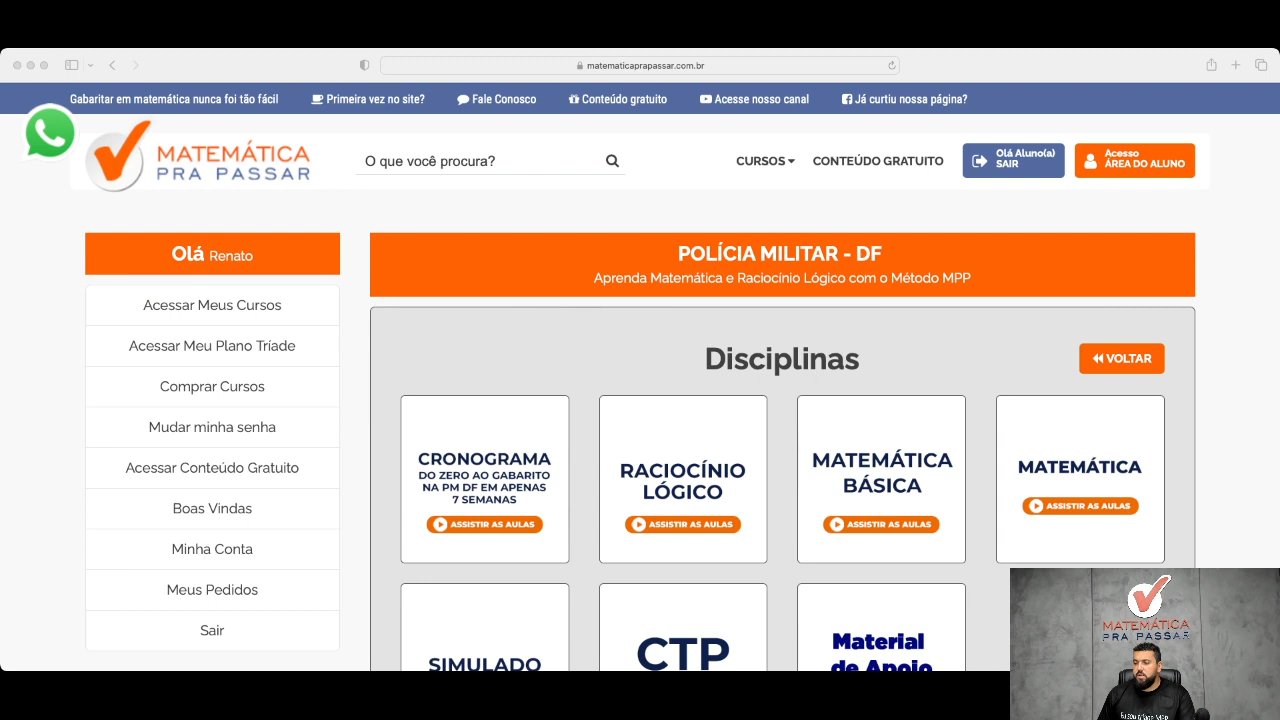 matematicaprapassar.com.br
Gabaritar em matemática nunca foi tão fácil Primeira vez no site? Fale Conosco Conteúdo gratuito Acesse nosso canal Já curtiu nossa página?
MATEMÁTICA
PRA PASSAR
O que você procura?
CURSOS
CONTEÚDO GRATUITO
Olá Aluno(a)
SAIR
Acesso
ÁREA DO ALUNO
Olá Renato
Acessar Meus Cursos
Acessar Meu Plano Tríade
Comprar Cursos
Mudar minha senha
Acessar Conteúdo Gratuito
Boas Vindas
Minha Conta
Meus Pedidos
Sair
POLÍCIA MILITAR - DF
Aprenda Matemática e Raciocínio Lógico com o Método MPP
Disciplinas
VOLTAR
CRONOGRAMA
DO ZERO AO GABARITO
NA PM DF EM APENAS
7 SEMANAS
ASSISTIR AS AULAS
RACIOCÍNIO
LÓGICO
ASSISTIR AS AULAS
MATEMÁTICA
BÁSICA
ASSISTIR AS AULAS
MATEMÁTICA
ASSISTIR AS AULAS
SIMULADO
CTP
Material
de Apoio
MATEMÁTICA
PRA PASSAR